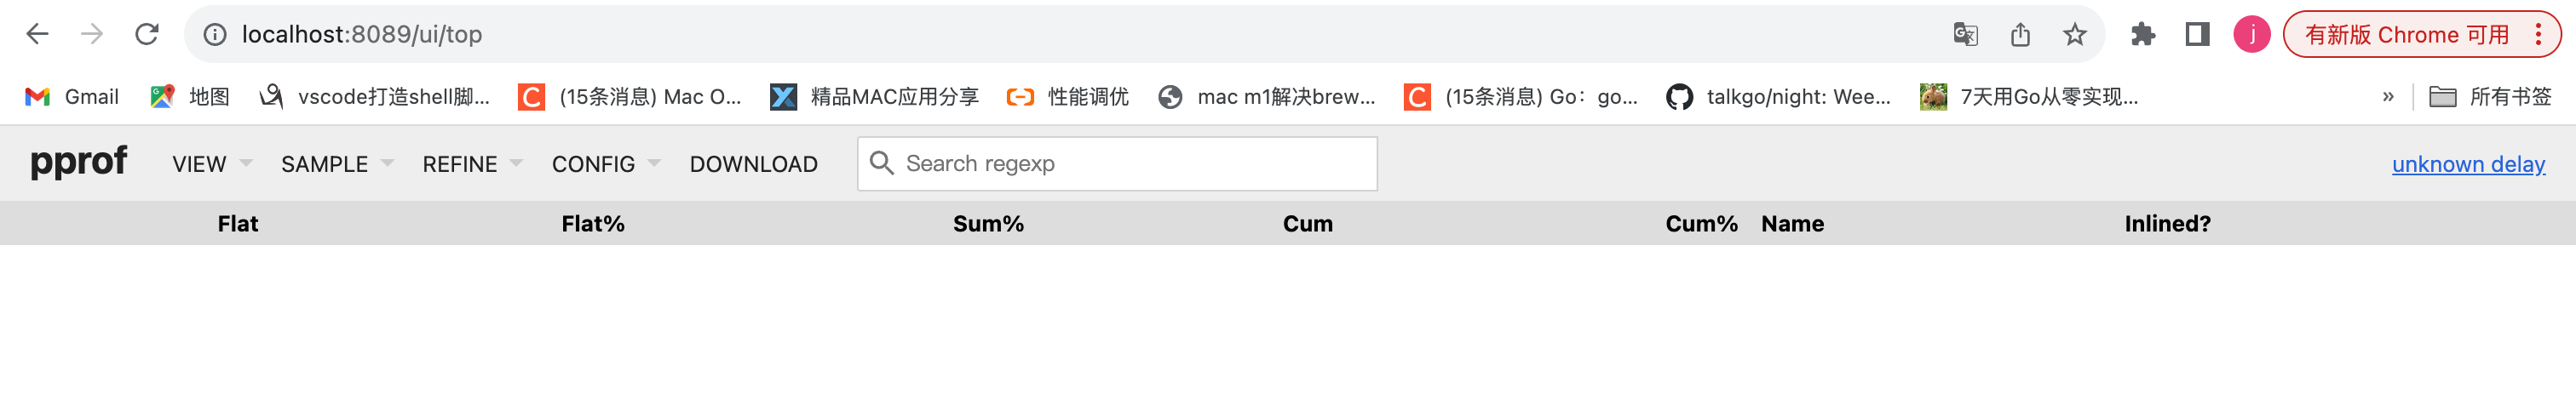 localhost:8089/ui/top 有新版 Chrome 可用
Gmail 地图 vscode打造shell脚... (15条消息) Mac O... 精品MAC应用分享 性能调优 mac m1解决brew... (15条消息) Go：go... talkgo/night: Wee... 7天用Go从零实现... » 所有书签
pprof VIEW SAMPLE REFINE CONFIG DOWNLOAD Search regexp unknown delay
Flat Flat% Sum% Cum Cum% Name Inlined?